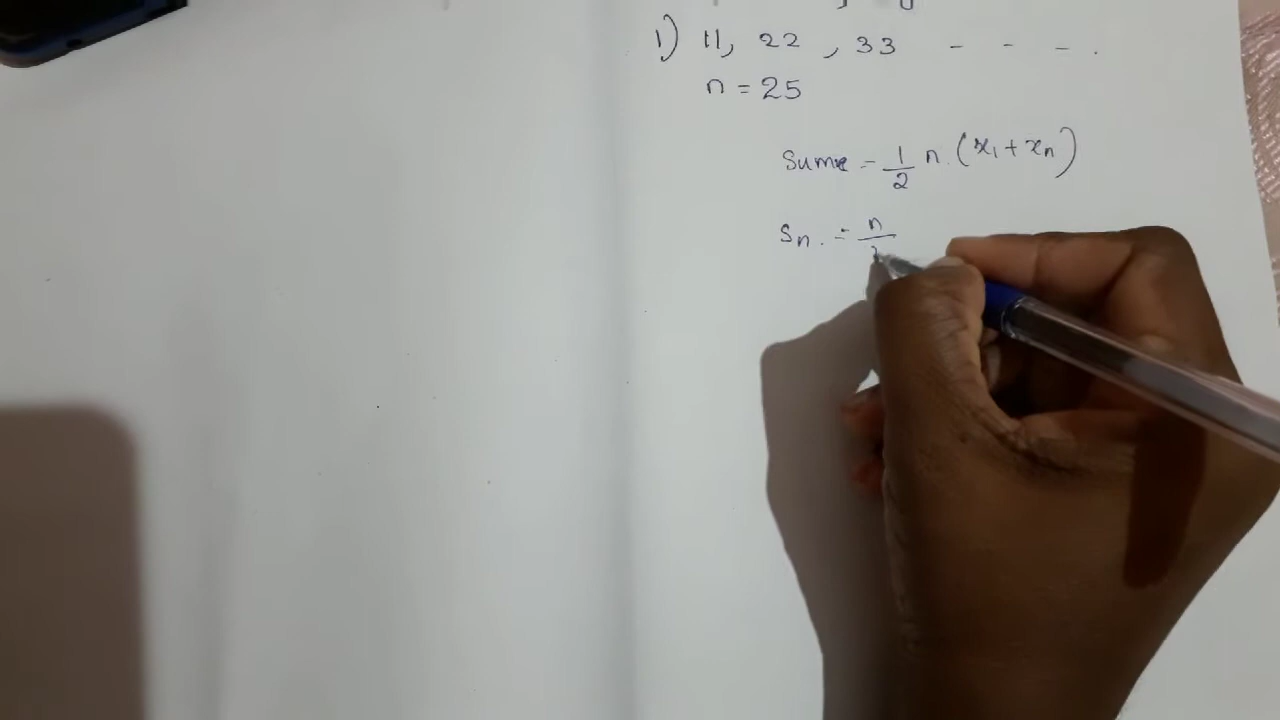 1) 11, 22, 33 - - - .
n = 25
Sum = 1/2 n (x₁ + xₙ)
Sn. = n